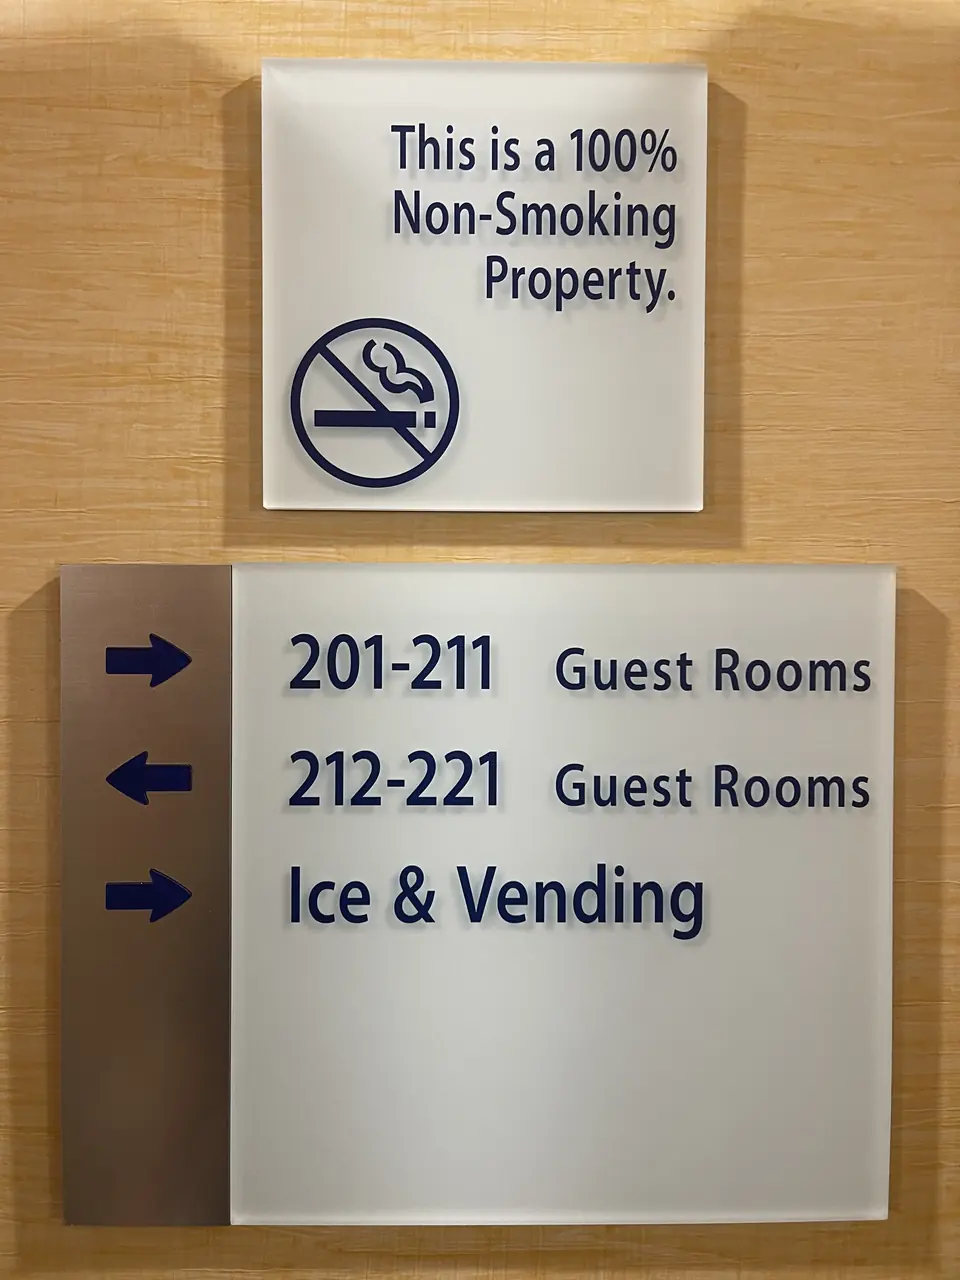 This is a 100%
Non-Smoking
Property.
201-211 Guest Rooms
212-221 Guest Rooms
Ice & Vending